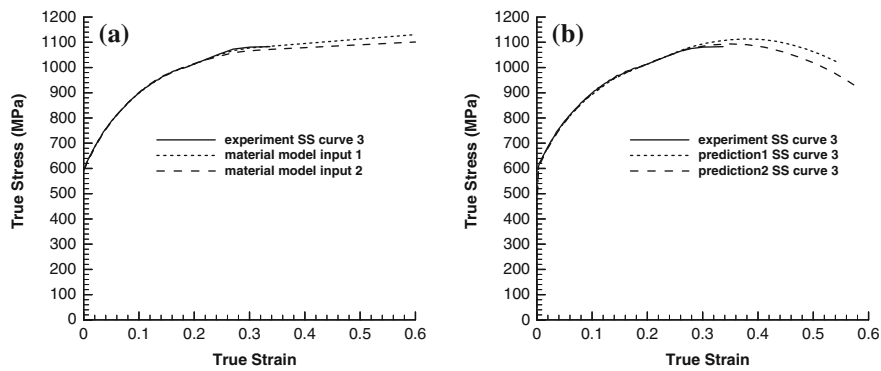 (a)
True Stress (MPa)
1200
1100
1000
900
800
700
600
500
400
300
200
100
0
experiment SS curve 3
material model input 1
material model input 2
0 0.1 0.2 0.3 0.4 0.5 0.6
True Strain
(b)
True Stress (MPa)
1200
1100
1000
900
800
700
600
500
400
300
200
100
0
experiment SS curve 3
prediction1 SS curve 3
prediction2 SS curve 3
0 0.1 0.2 0.3 0.4 0.5 0.6
True Strain